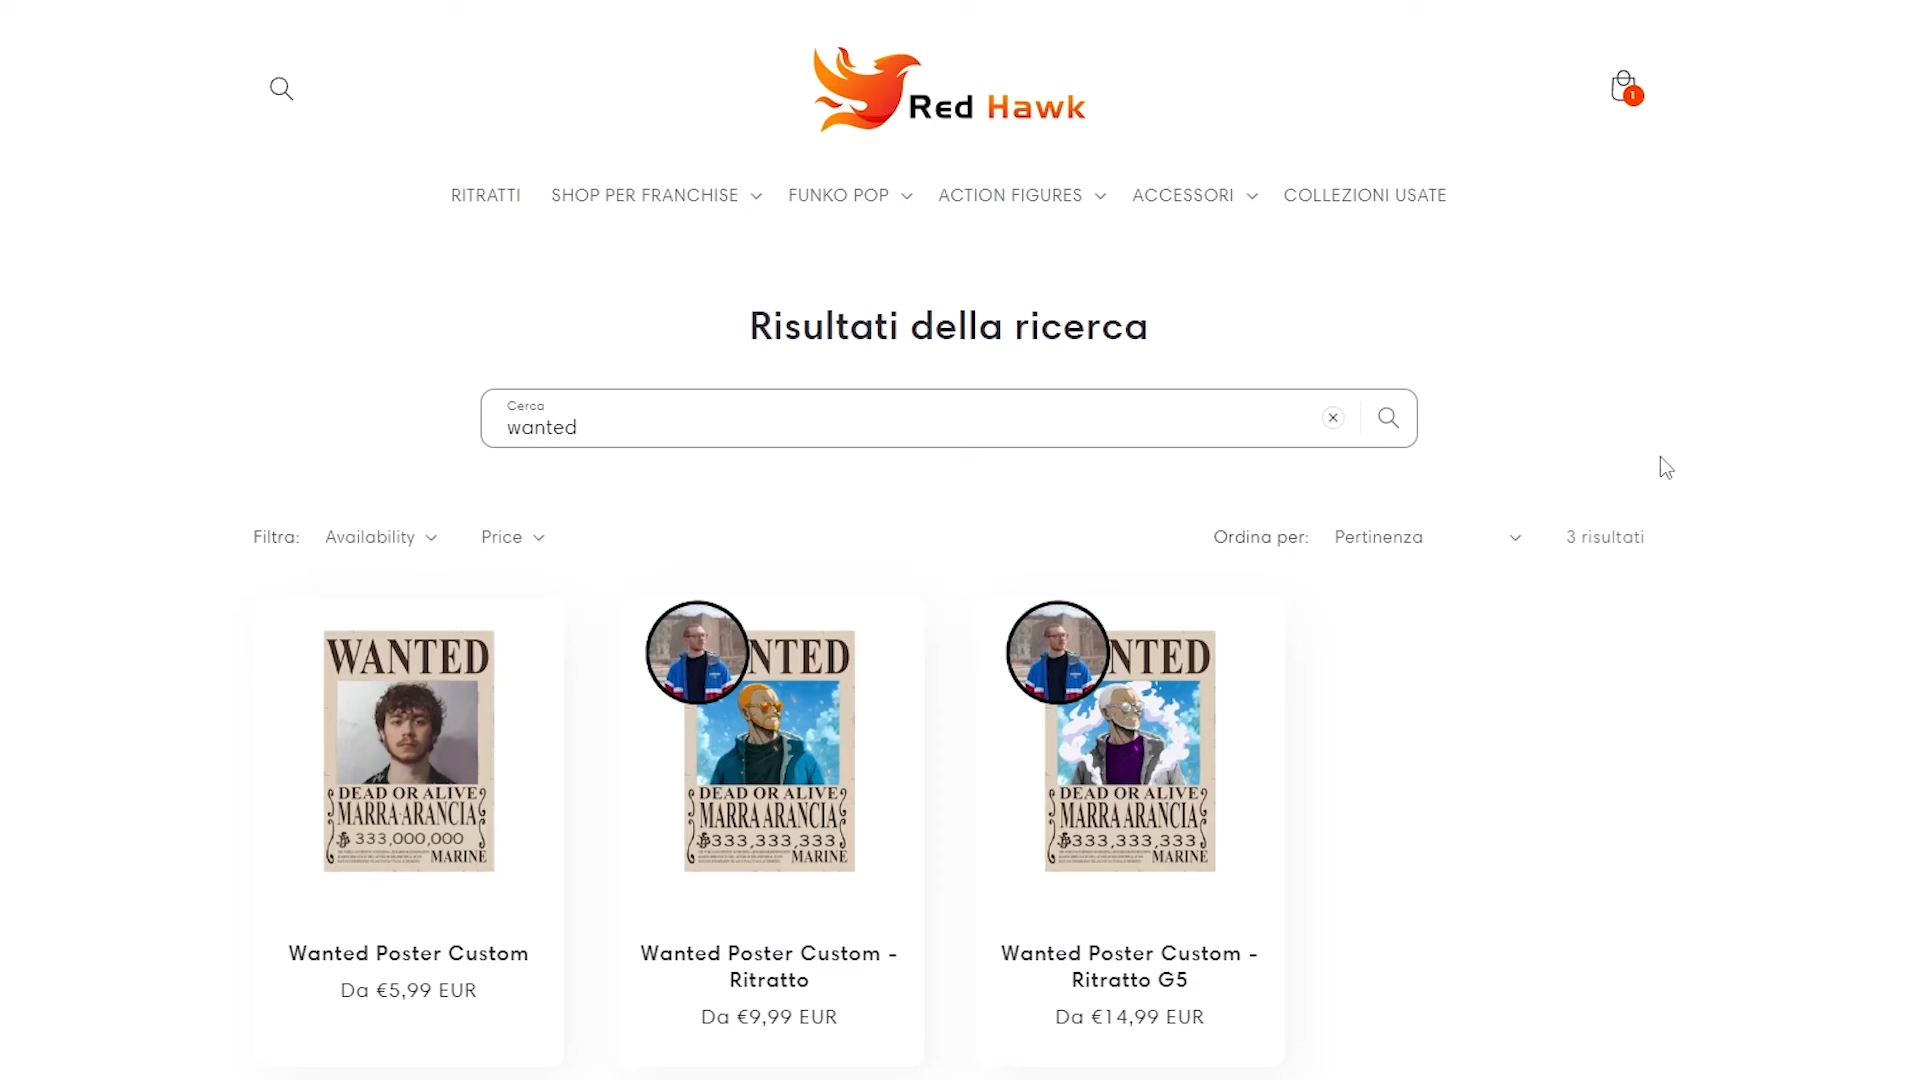 Red Hawk
1
RITRATTI SHOP PER FRANCHISE FUNKO POP ACTION FIGURES ACCESSORI COLLEZIONI USATE
Risultati della ricerca
Cerca
wanted
Filtra: Availability Price Ordina per: Pertinenza 3 risultati
WANTED
DEAD OR ALIVE
MARRA·ARANCIA
333,000,000
MARINE
NTED
DEAD OR ALIVE
MARRA ARANCIA
333,333,333
MARINE
NTED
DEAD OR ALIVE
MARRA ARANCIA
333,333,333
MARINE
Wanted Poster Custom
Da €5,99 EUR
Wanted Poster Custom -
Ritratto
Da €9,99 EUR
Wanted Poster Custom -
Ritratto G5
Da €14,99 EUR